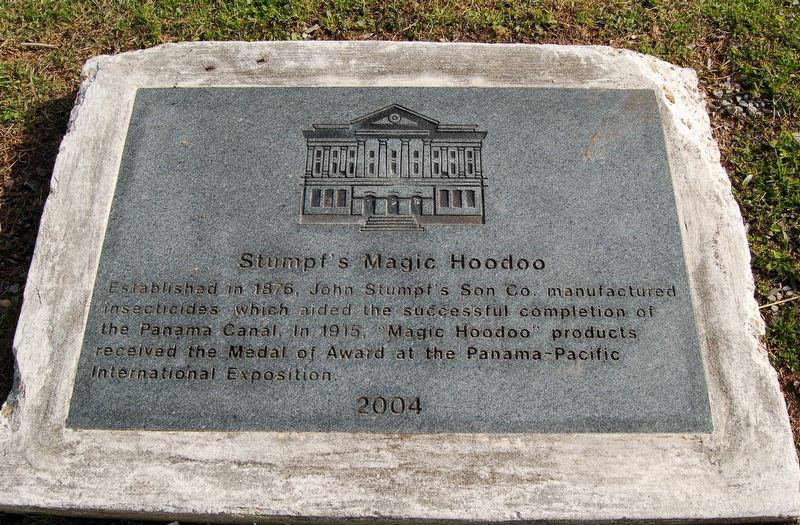 Stumpf's Magic Hoodoo
Established in 1876, John Stumpf's Son Co. manufactured
insecticides which aided the successful completion of
the Panama Canal. In 1915, "Magic Hoodoo" products
received the Medal of Award at the Panama-Pacific
International Exposition.
2004